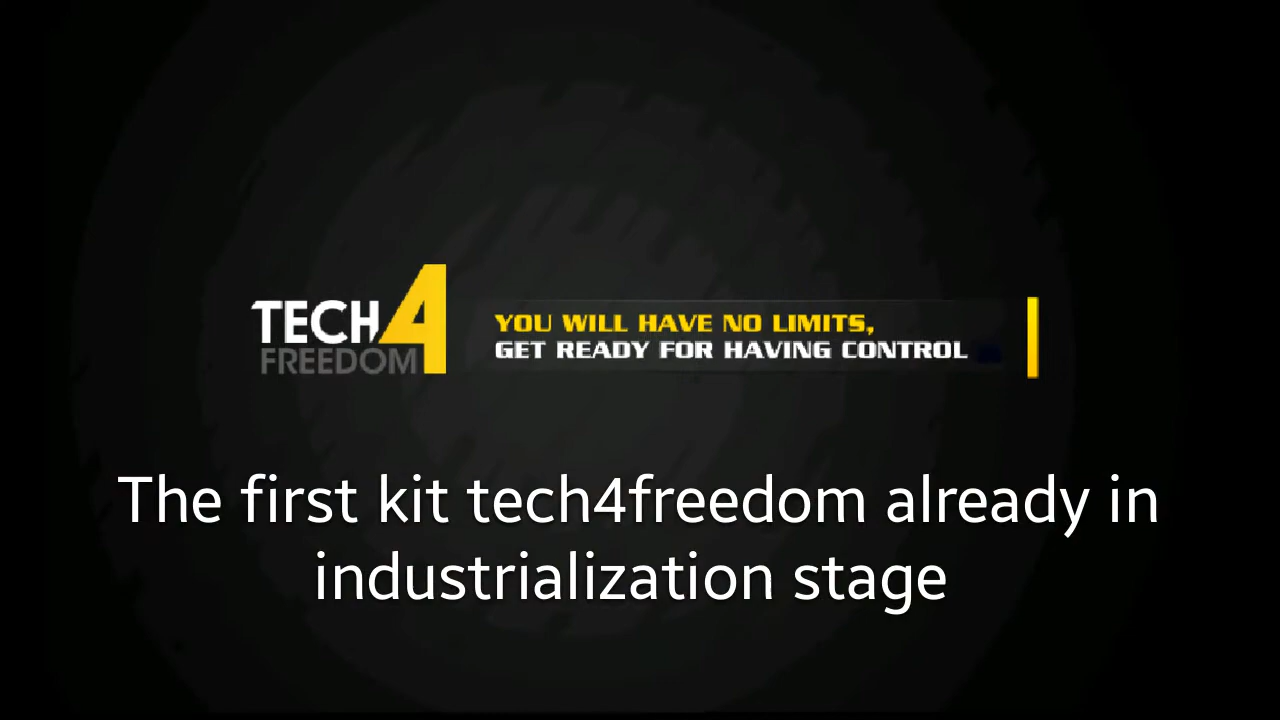 TECH4
FREEDOM
YOU WILL HAVE NO LIMITS,
GET READY FOR HAVING CONTROL
The first kit tech4freedom already in
industrialization stage